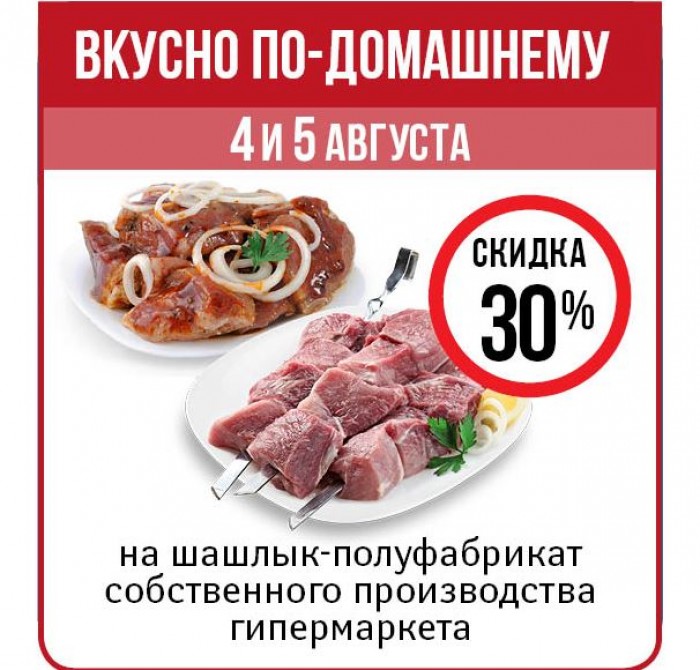 ВКУСНО ПО-ДОМАШНЕМУ
4 И 5 АВГУСТА
СКИДКА
30%
на шашлык-полуфабрикат
собственного производства
гипермаркета